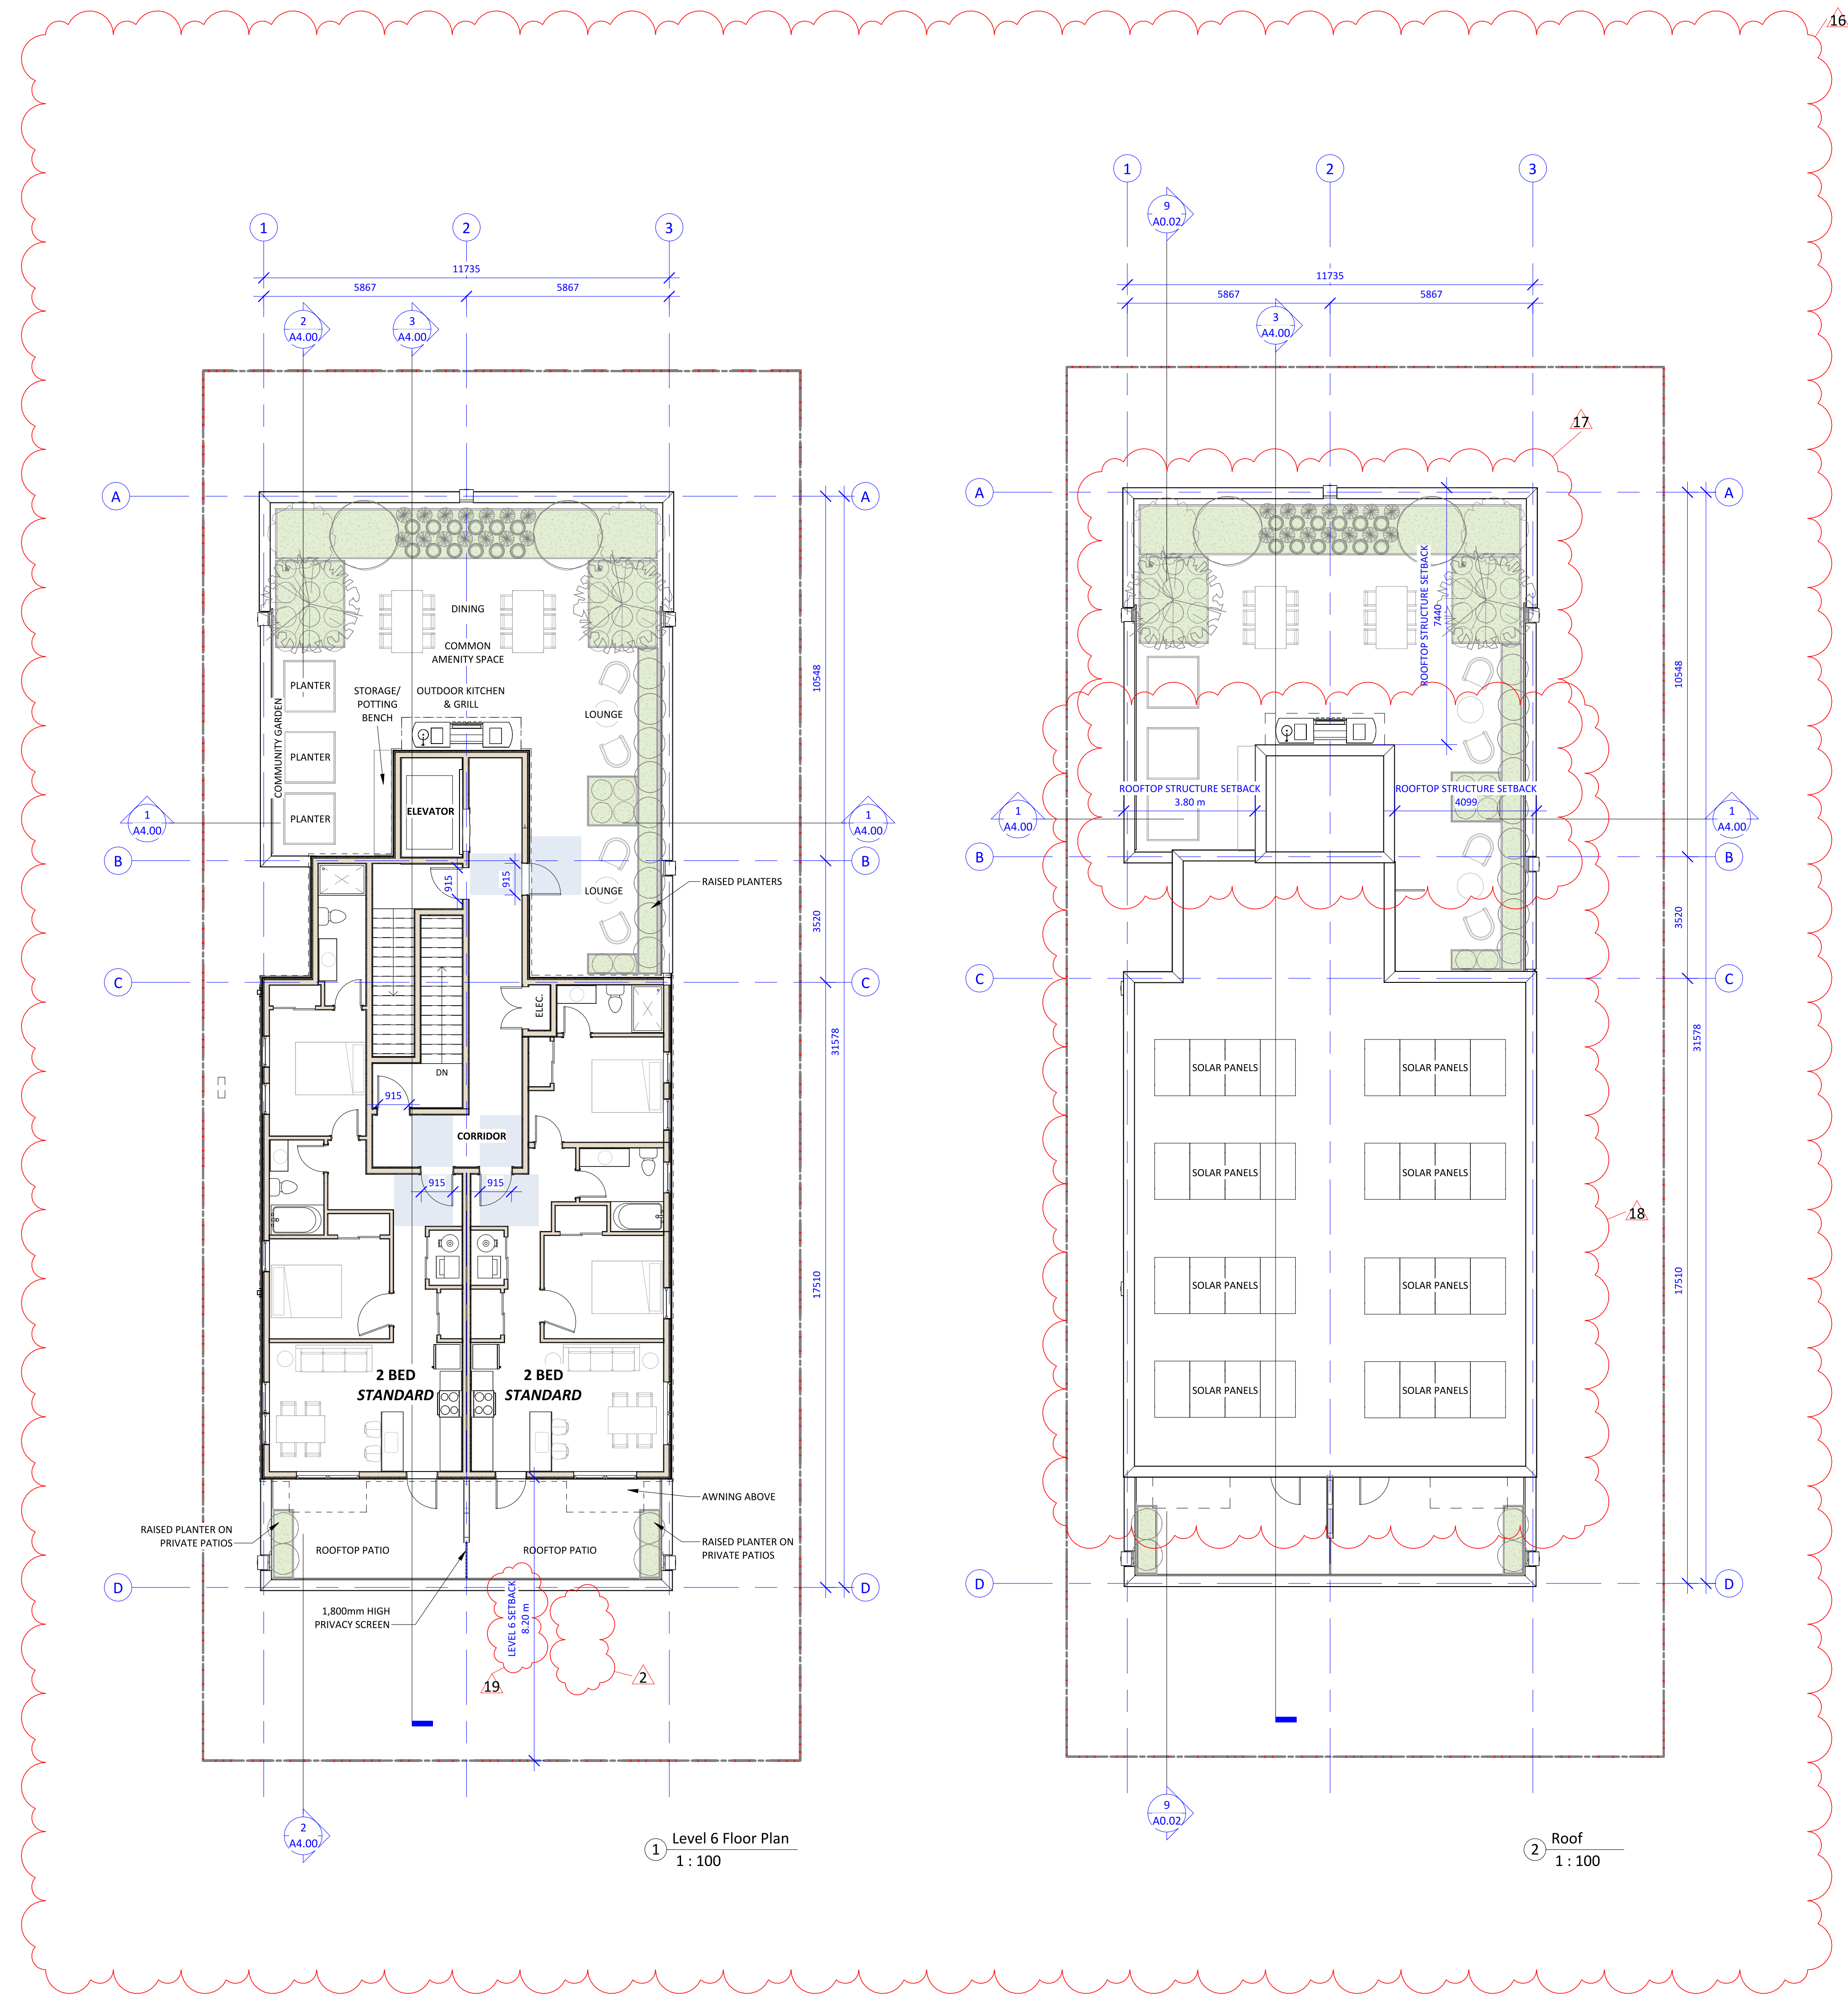 16
1
2
3
11735
5867
5867
2
A4.00
3
A4.00
A
A
DINING
COMMON
AMENITY SPACE
PLANTER
STORAGE/
POTTING
BENCH
OUTDOOR KITCHEN
& GRILL
LOUNGE
COMMUNITY GARDEN
PLANTER
PLANTER
ELEVATOR
10548
1
A4.00
1
A4.00
B
B
915
915
LOUNGE
RAISED PLANTERS
3520
C
C
ELEC.
31578
DN
915
CORRIDOR
915
915
17510
2 BED
STANDARD
2 BED
STANDARD
AWNING ABOVE
RAISED PLANTER ON
PRIVATE PATIOS
ROOFTOP PATIO
ROOFTOP PATIO
RAISED PLANTER ON
PRIVATE PATIOS
D
D
1,800mm HIGH
PRIVACY SCREEN
LEVEL 6 SETBACK
8.20 m
19
2
2
A4.00
1
Level 6 Floor Plan
1 : 100
1
2
3
9
A0.02
11735
5867
5867
3
A4.00
17
A
A
ROOFTOP STRUCTURE SETBACK
7440
10548
ROOFTOP STRUCTURE SETBACK
3.80 m
ROOFTOP STRUCTURE SETBACK
4099
1
A4.00
1
A4.00
B
B
3520
C
C
31578
SOLAR PANELS
SOLAR PANELS
SOLAR PANELS
SOLAR PANELS
18
SOLAR PANELS
SOLAR PANELS
17510
SOLAR PANELS
SOLAR PANELS
D
D
9
A0.02
2
Roof
1 : 100